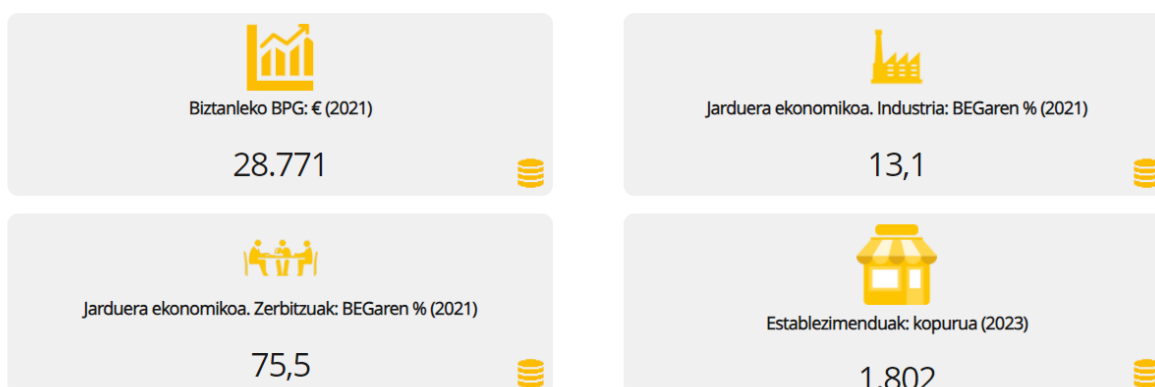 Biztanleko BPG: € (2021)
28.771
Jarduera ekonomikoa. Industria: BEGaren % (2021)
13,1
Jarduera ekonomikoa. Zerbitzuak: BEGaren % (2021)
75,5
Establezimenduak: kopurua (2023)
1.802